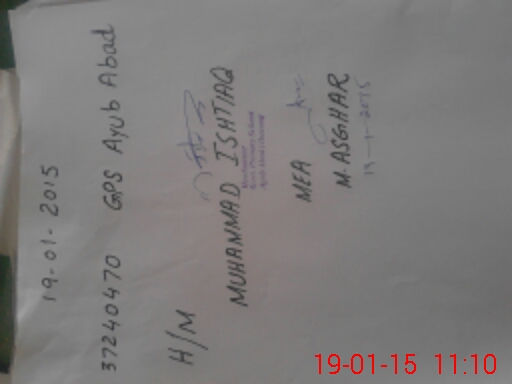 19-01-2015
37240470 GPS Ayub Abad
H/M
MUHAMMAD ISHTIAQ
MEA
M. ASGHAR
19-1-2015
19-01-15 11:10